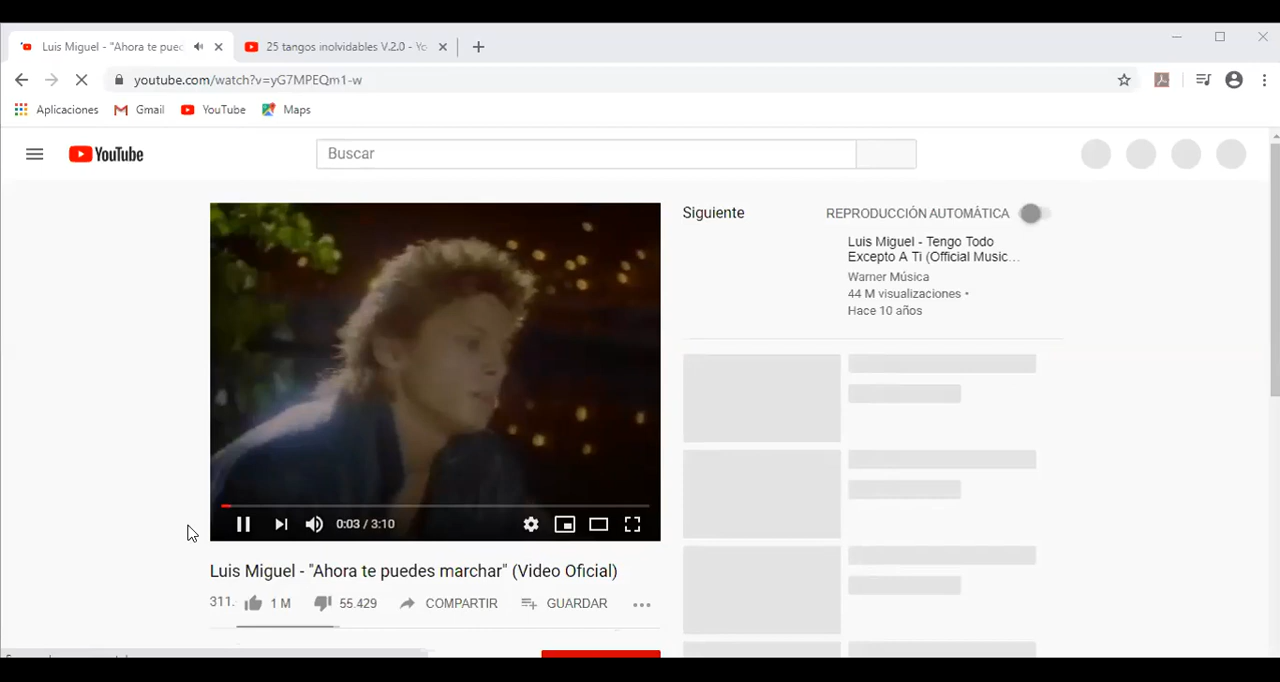 Luis Miguel - "Ahora te puec
25 tangos inolvidables V.2.0 - Yo
youtube.com/watch?v=yG7MPEQm1-w
Aplicaciones Gmail YouTube Maps
YouTube
Buscar
Siguiente
REPRODUCCIÓN AUTOMÁTICA
Luis Miguel - Tengo Todo
Excepto A Ti (Official Music...
Warner Música
44 M visualizaciones •
Hace 10 años
0:03 / 3:10
Luis Miguel - "Ahora te puedes marchar" (Video Oficial)
311. 1 M 55.429 COMPARTIR GUARDAR